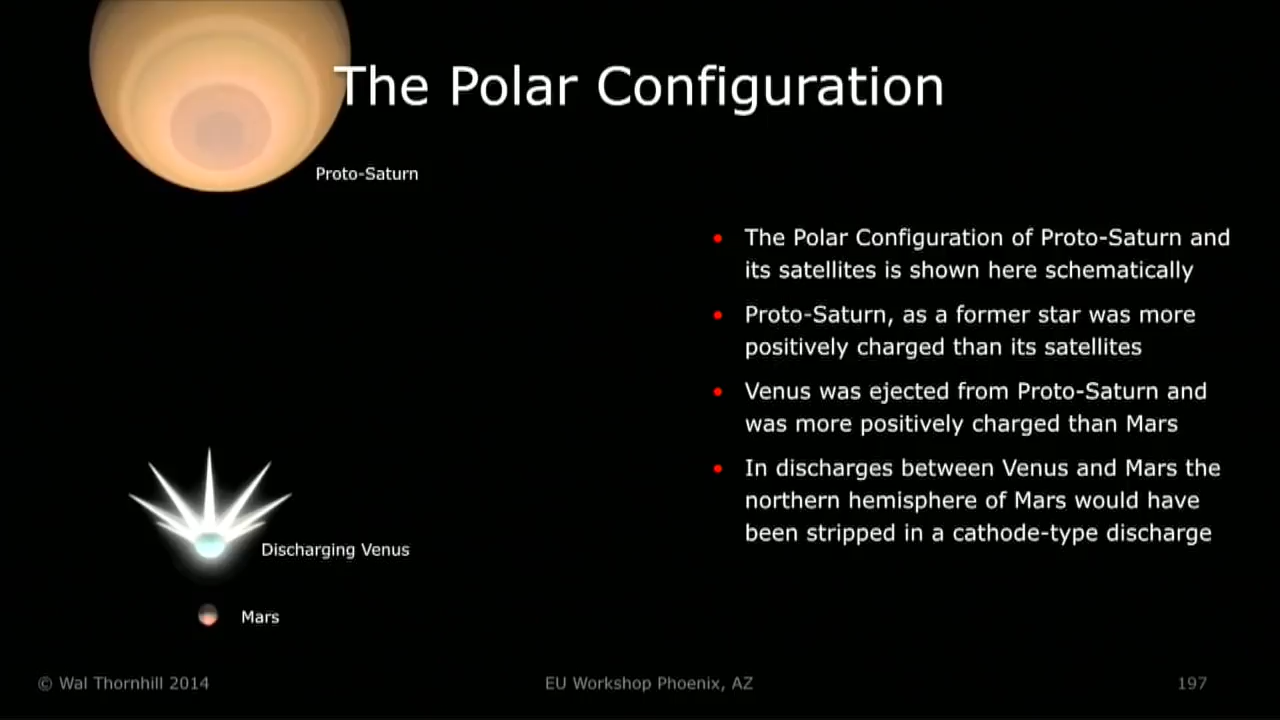 The Polar Configuration
Proto-Saturn
The Polar Configuration of Proto-Saturn and
its satellites is shown here schematically
Proto-Saturn, as a former star was more
positively charged than its satellites
Venus was ejected from Proto-Saturn and
was more positively charged than Mars
In discharges between Venus and Mars the
northern hemisphere of Mars would have
been stripped in a cathode-type discharge
Discharging Venus
Mars
© Wal Thornhill 2014
EU Workshop Phoenix, AZ
197